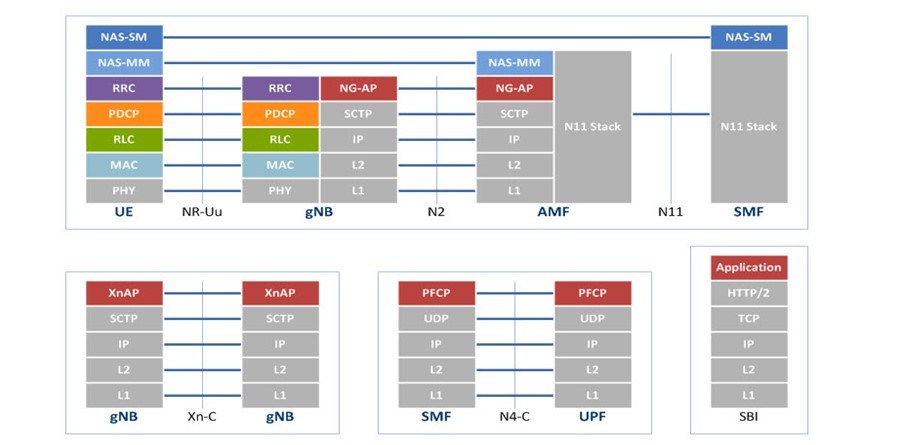 NAS-SM NAS-SM
NAS-MM NAS-MM
RRC RRC NG-AP NG-AP
PDCP PDCP SCTP SCTP N11 Stack N11 Stack
RLC RLC IP IP
MAC MAC L2 L2
PHY PHY L1 L1
UE NR-Uu gNB N2 AMF N11 SMF
Application
XnAP XnAP PFCP PFCP HTTP/2
SCTP SCTP UDP UDP TCP
IP IP IP IP IP
L2 L2 L2 L2 L2
L1 L1 L1 L1 L1
gNB Xn-C gNB SMF N4-C UPF SBI